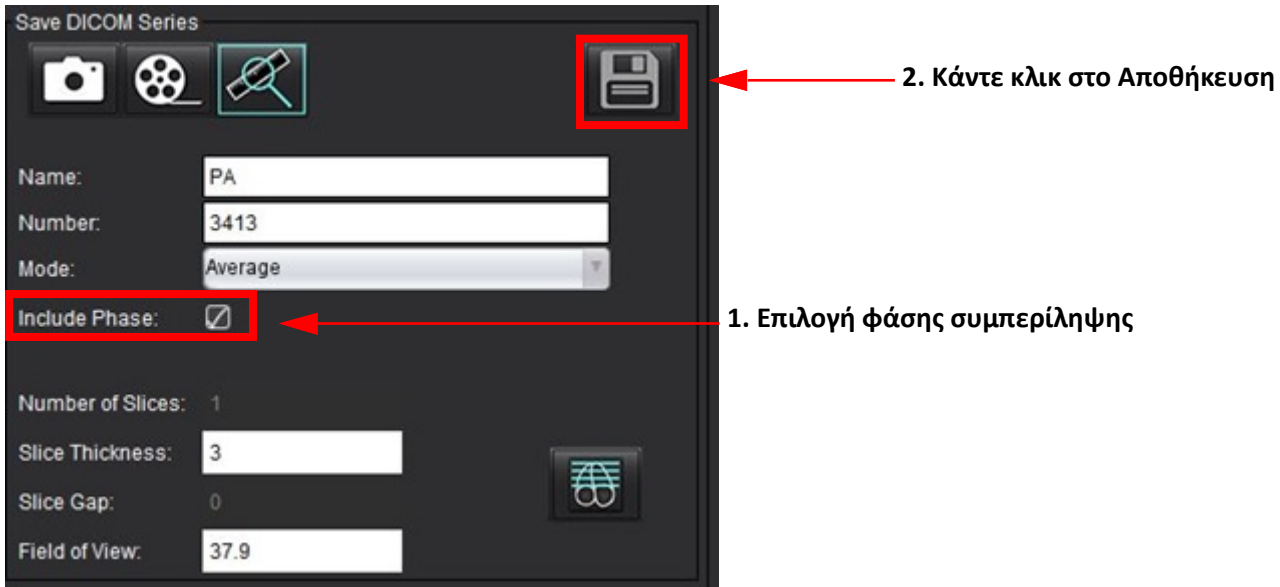 Save DICOM Series
2. Κάντε κλικ στο Αποθήκευση
Name: PA
Number: 3413
Mode: Average
Include Phase:
1. Επιλογή φάσης συμπερίληψης
Number of Slices: 1
Slice Thickness: 3
Slice Gap: 0
Field of View: 37.9